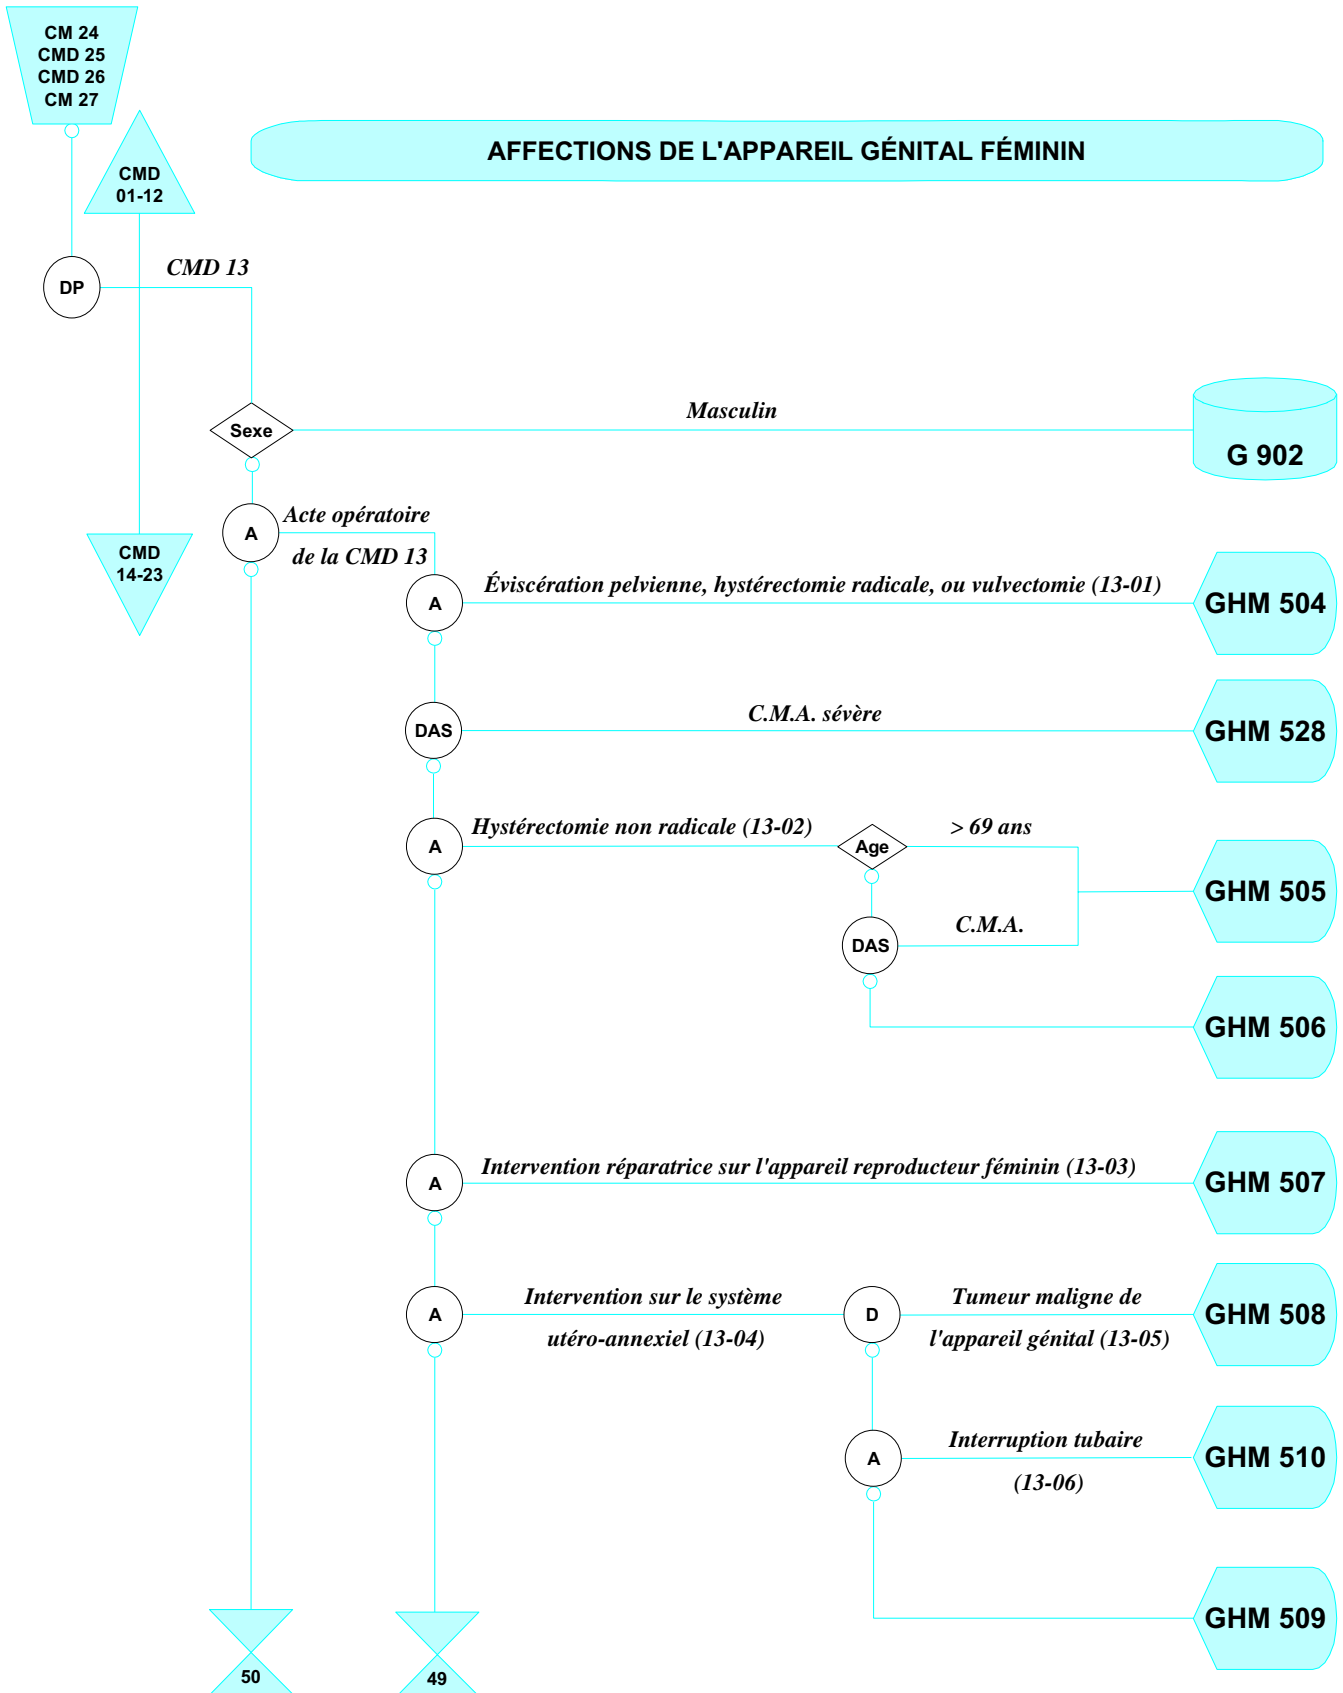 CM 24
CMD 25
CMD 26
CM 27
CMD
01-12
AFFECTIONS DE L'APPAREIL GÉNITAL FÉMININ
DP
CMD 13
Sexe
Masculin
G 902
A
Acte opératoire
de la CMD 13
CMD
14-23
A
Éviscération pelvienne, hystérectomie radicale, ou vulvectomie (13-01)
GHM 504
DAS
C.M.A. sévère
GHM 528
A
Hystérectomie non radicale (13-02)
Age
> 69 ans
GHM 505
DAS
C.M.A.
GHM 506
A
Intervention réparatrice sur l'appareil reproducteur féminin (13-03)
GHM 507
A
Intervention sur le système
utéro-annexiel (13-04)
D
Tumeur maligne de
l'appareil génital (13-05)
GHM 508
A
Interruption tubaire
(13-06)
GHM 510
GHM 509
50
49